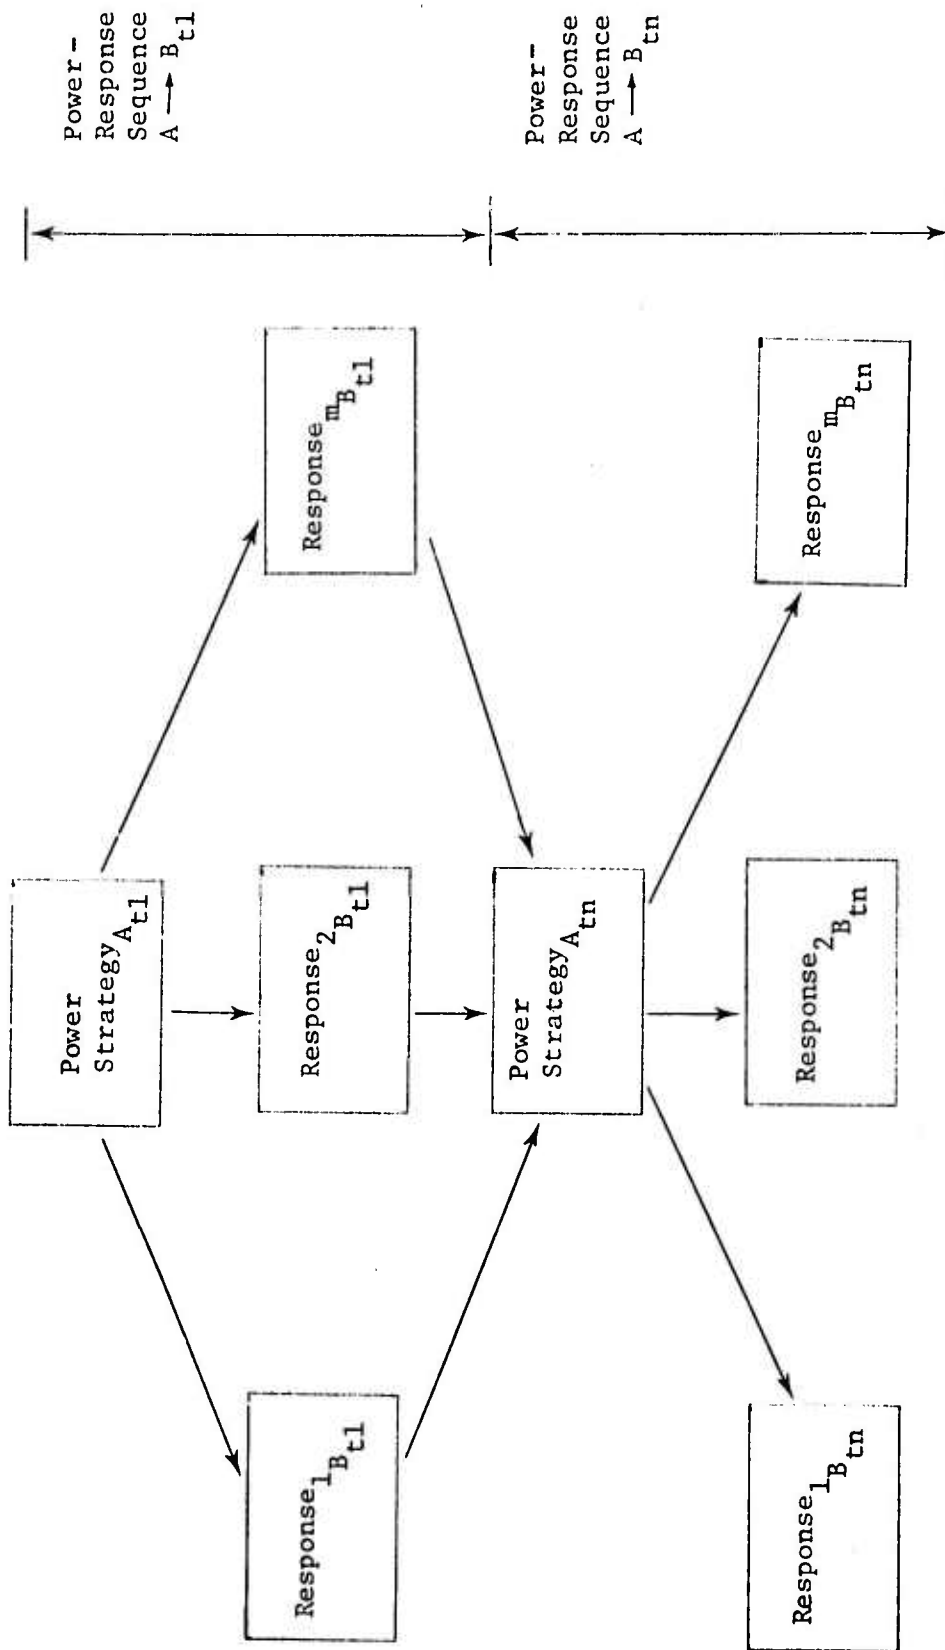 Power
Strategy A t1
Response 1 B t1
Response 2 B t1
Response m B t1
Power-
Response
Sequence
A → B t1
Power
Strategy A tn
Response 1 B tn
Response 2 B tn
Response m B tn
Power-
Response
Sequence
A → B tn